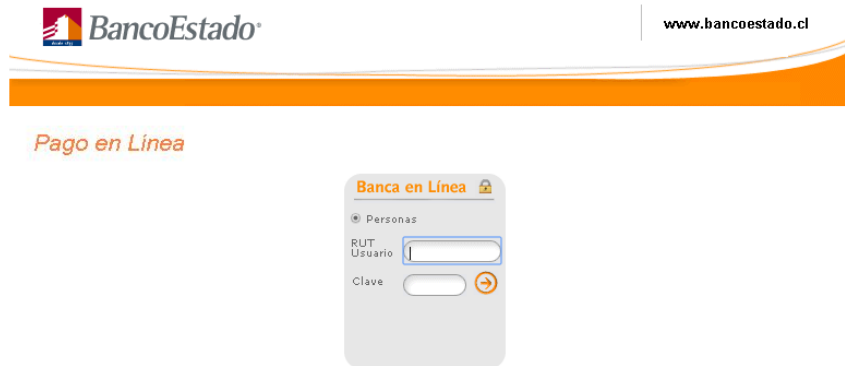 BancoEstado®
www.bancoestado.cl
Pago en Línea
Banca en Línea
Personas
RUT
Usuario
Clave